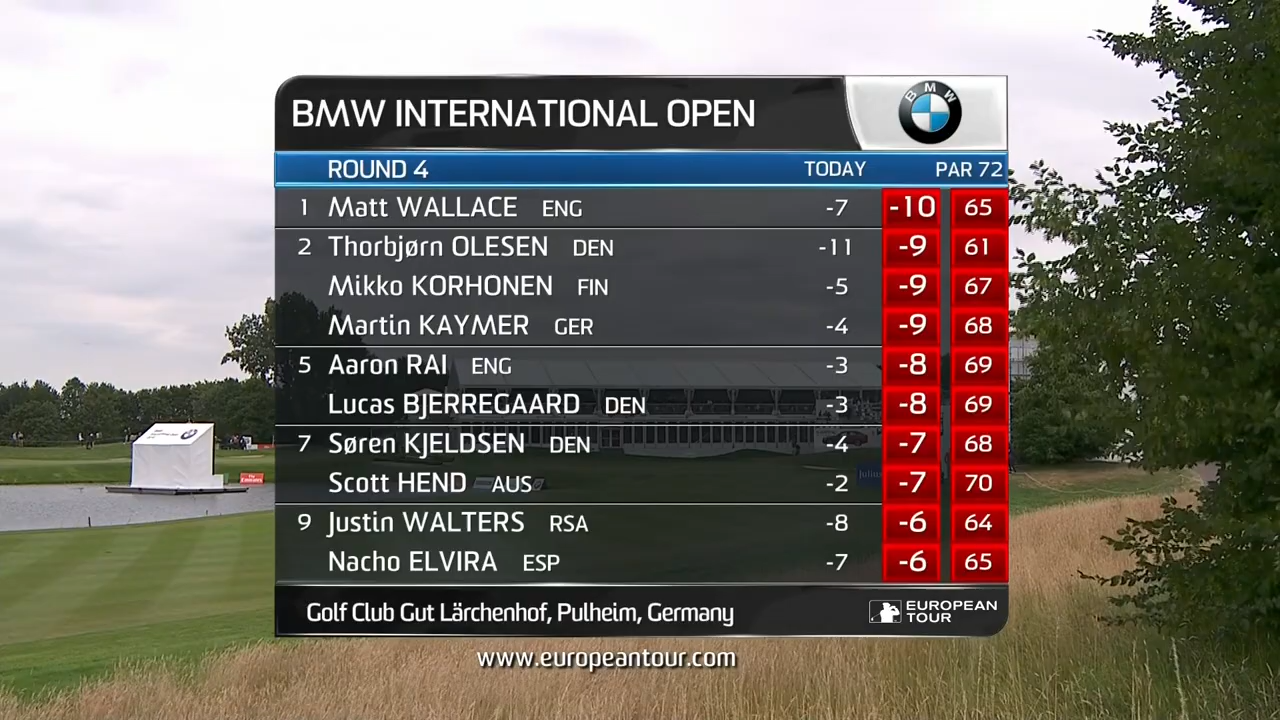 BMW INTERNATIONAL OPEN
BMW
ROUND 4 TODAY PAR 72
1 Matt WALLACE ENG -7 -10 65
2 Thorbjørn OLESEN DEN -11 -9 61
Mikko KORHONEN FIN -5 -9 67
Martin KAYMER GER -4 -9 68
5 Aaron RAI ENG -3 -8 69
Lucas BJERREGAARD DEN -3 -8 69
7 Søren KJELDSEN DEN -4 -7 68
Scott HEND AUS -2 -7 70
9 Justin WALTERS RSA -8 -6 64
Nacho ELVIRA ESP -7 -6 65
Golf Club Gut Lärchenhof, Pulheim, Germany
EUROPEAN
TOUR
www.europeantour.com